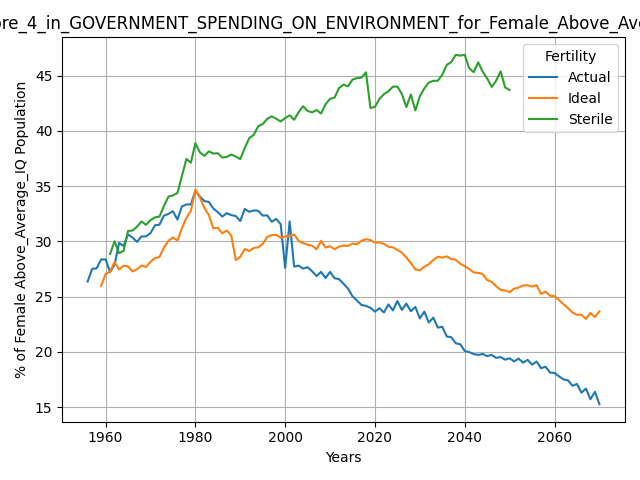 re_4_in_GOVERNMENT_SPENDING_ON_ENVIRONMENT_for_Female_Above_Ave
% of Female Above_Average_IQ Population
45
40
35
30
25
20
15
1960
1980
2000
2020
2040
2060
Years
Fertility
Actual
Ideal
Sterile